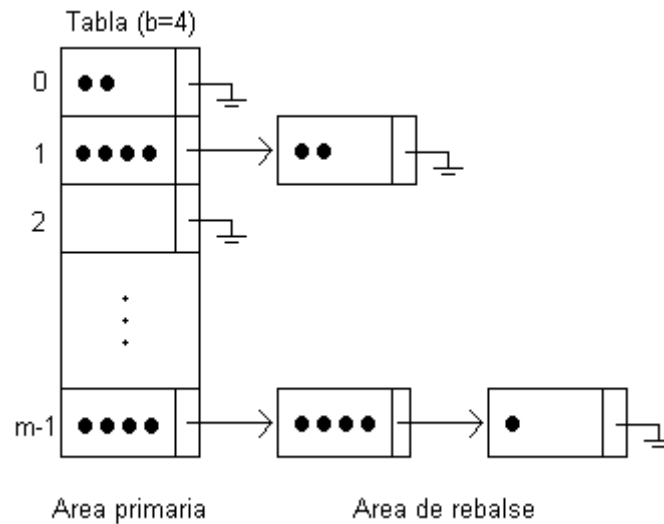 Tabla (b=4)
0
1
2
m-1
Area primaria
Area de rebalse